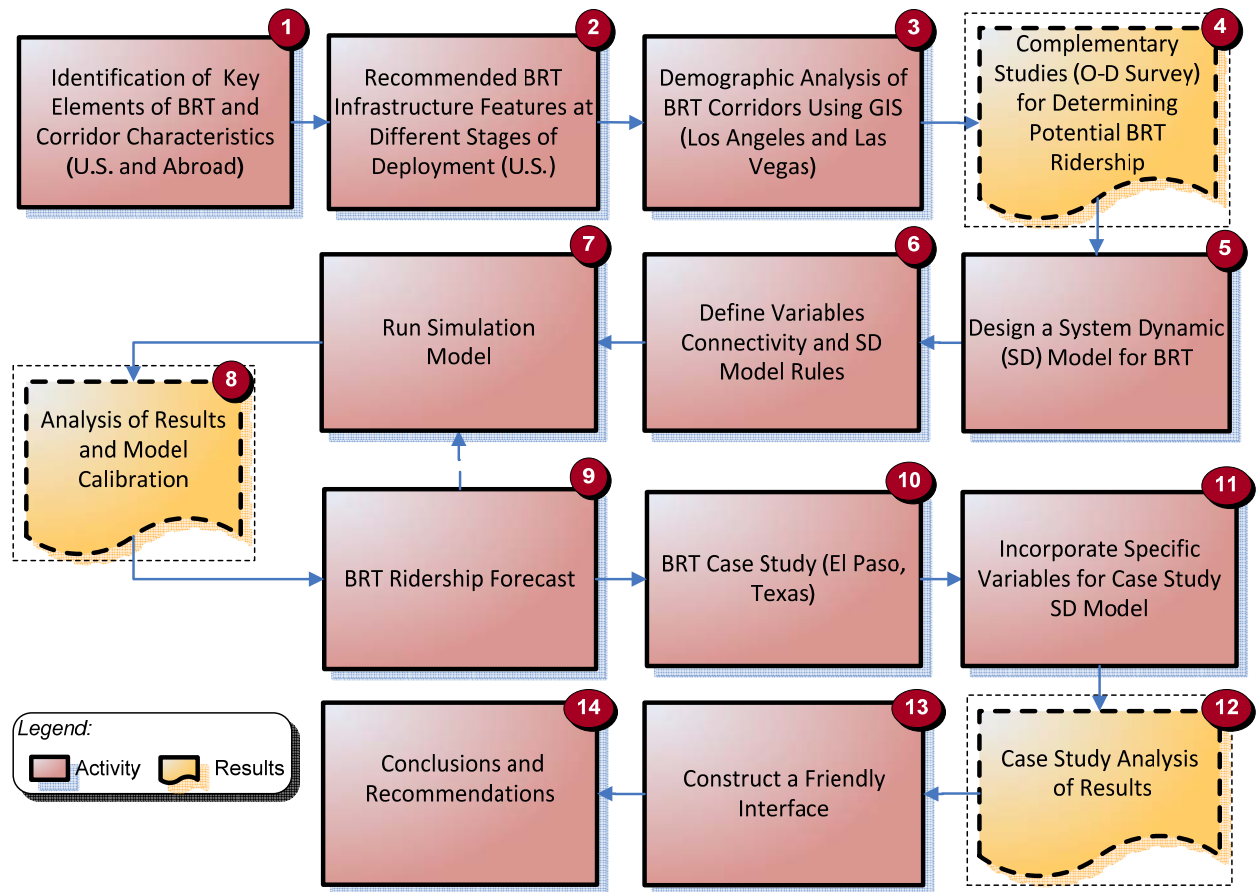 1
Identification of Key
Elements of BRT and
Corridor Characteristics
(U.S. and Abroad)
2
Recommended BRT
Infrastructure Features at
Different Stages of
Deployment (U.S.)
3
Demographic Analysis of
BRT Corridors Using GIS
(Los Angeles and Las
Vegas)
4
Complementary
Studies (O-D Survey)
for Determining
Potential BRT
Ridership
5
Design a System Dynamic
(SD) Model for BRT
6
Define Variables
Connectivity and SD
Model Rules
7
Run Simulation
Model
8
Analysis of Results
and Model
Calibration
9
BRT Ridership Forecast
10
BRT Case Study (El Paso,
Texas)
11
Incorporate Specific
Variables for Case Study
SD Model
12
Case Study Analysis
of Results
13
Construct a Friendly
Interface
14
Conclusions and
Recommendations
Legend:
Activity
Results